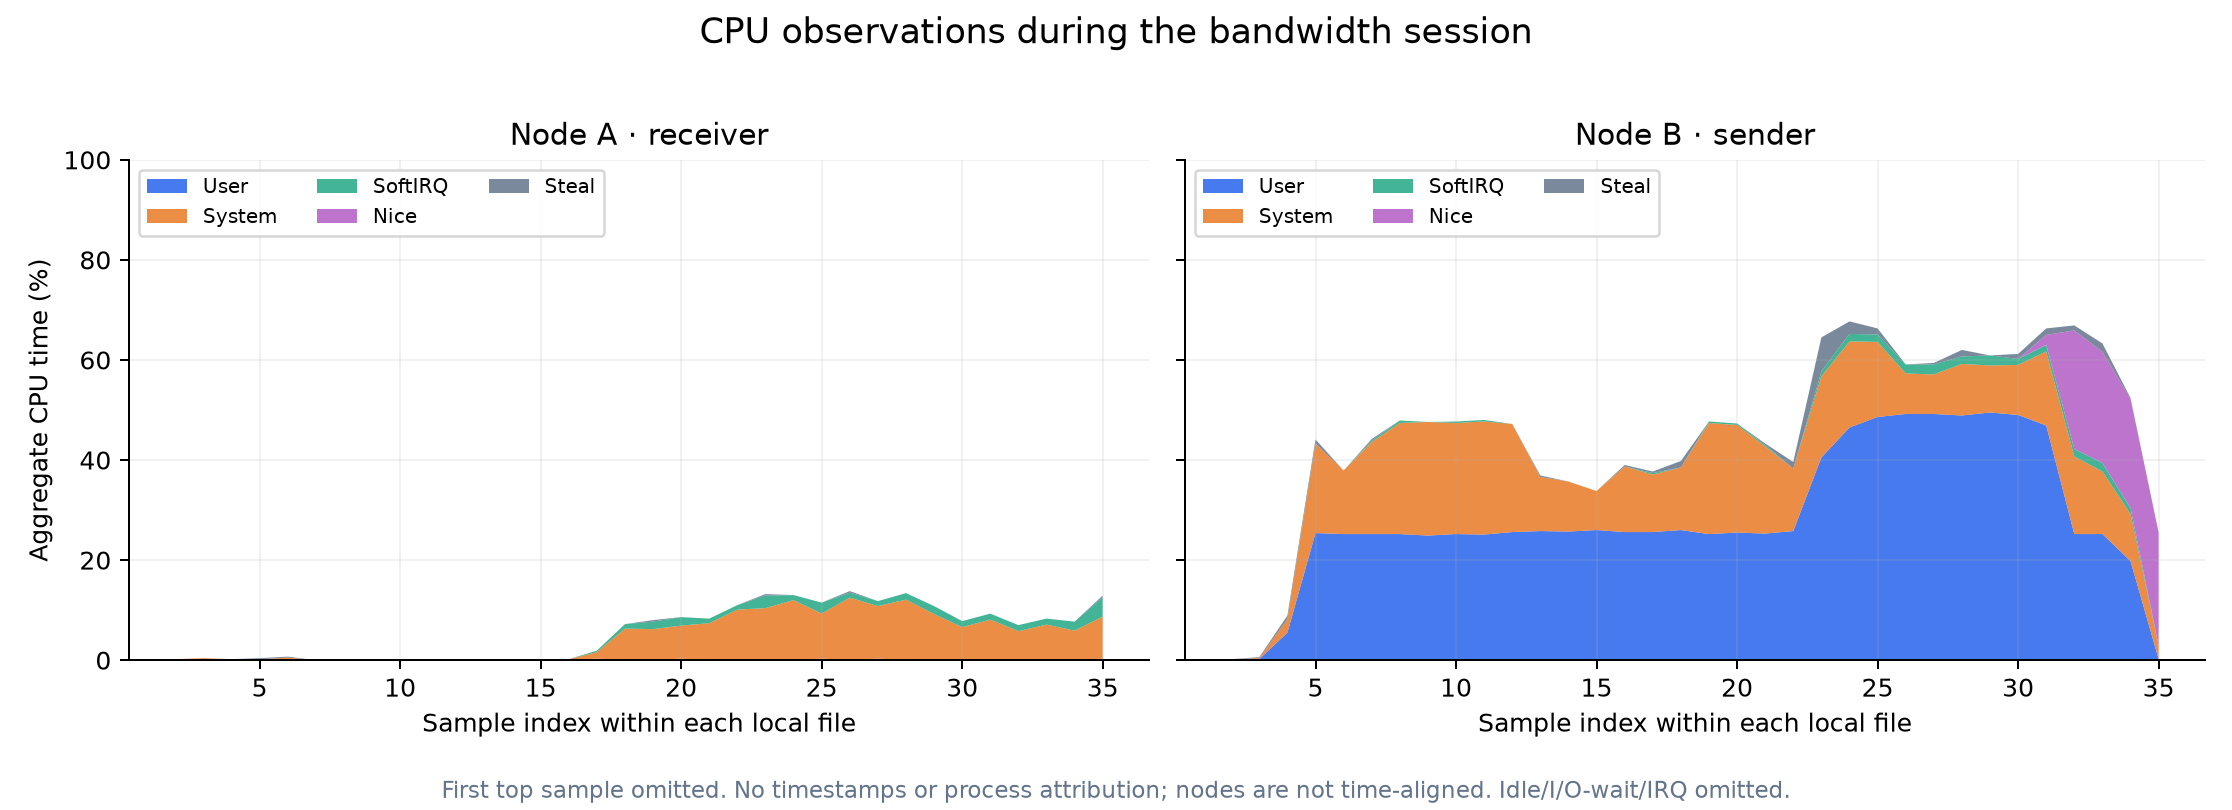 CPU observations during the bandwidth session
Node A · receiver
Aggregate CPU time (%)
100
80
60
40
20
0
User
System
SoftIRQ
Nice
Steal
5 10 15 20 25 30 35
Sample index within each local file
Node B · sender
User
System
SoftIRQ
Nice
Steal
5 10 15 20 25 30 35
Sample index within each local file
First top sample omitted. No timestamps or process attribution; nodes are not time-aligned. Idle/I/O-wait/IRQ omitted.